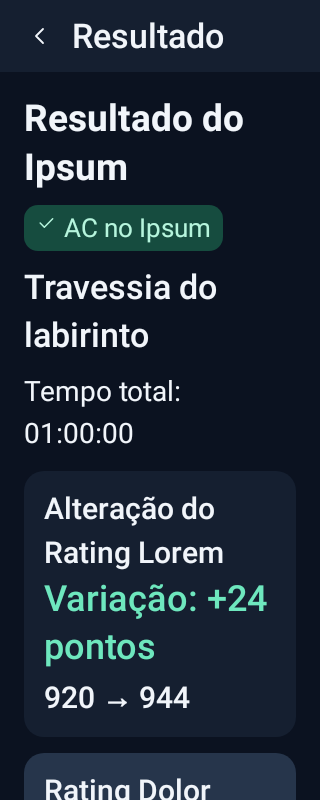 Resultado
Resultado do
Ipsum
AC no Ipsum
Travessia do
labirinto
Tempo total:
01:00:00
Alteração do
Rating Lorem
Variação: +24
pontos
920 → 944
Rating Dolor